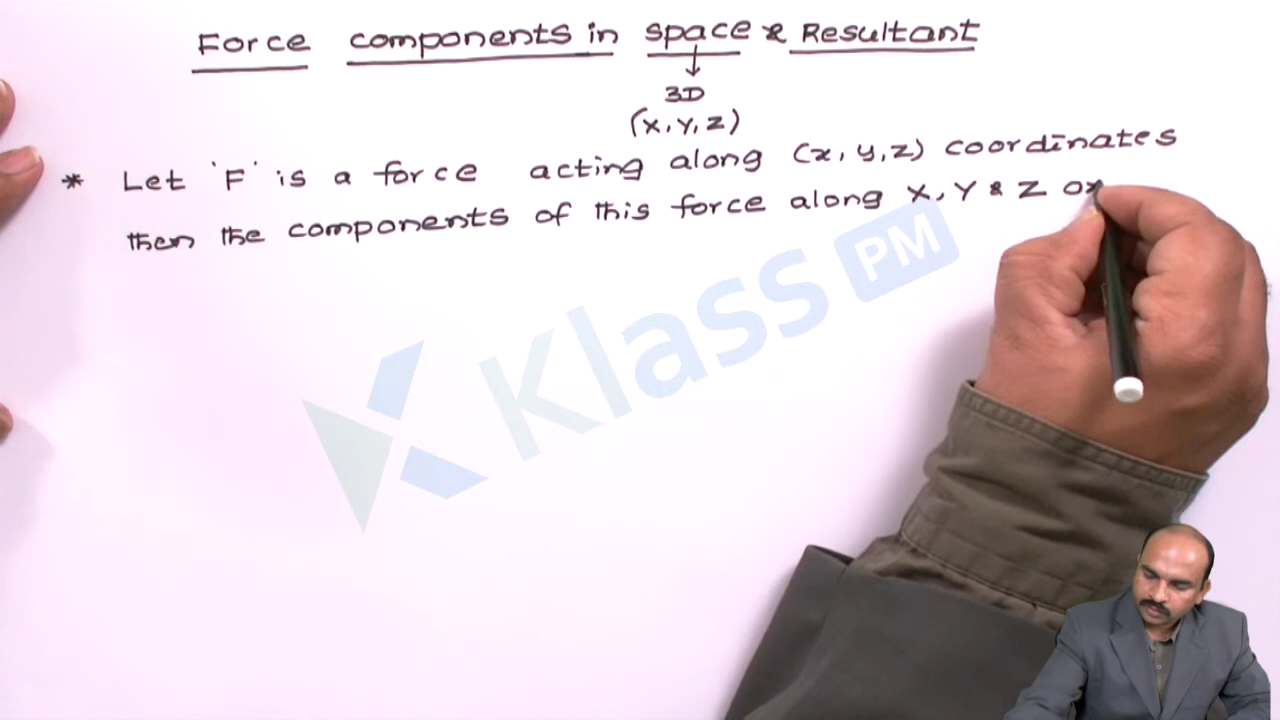 Force components in space & Resultant
3D
(X, Y, Z)
* Let 'F' is a force acting along (x, y, z) coordinates
then the components of this force along X, Y & Z
Klass PM